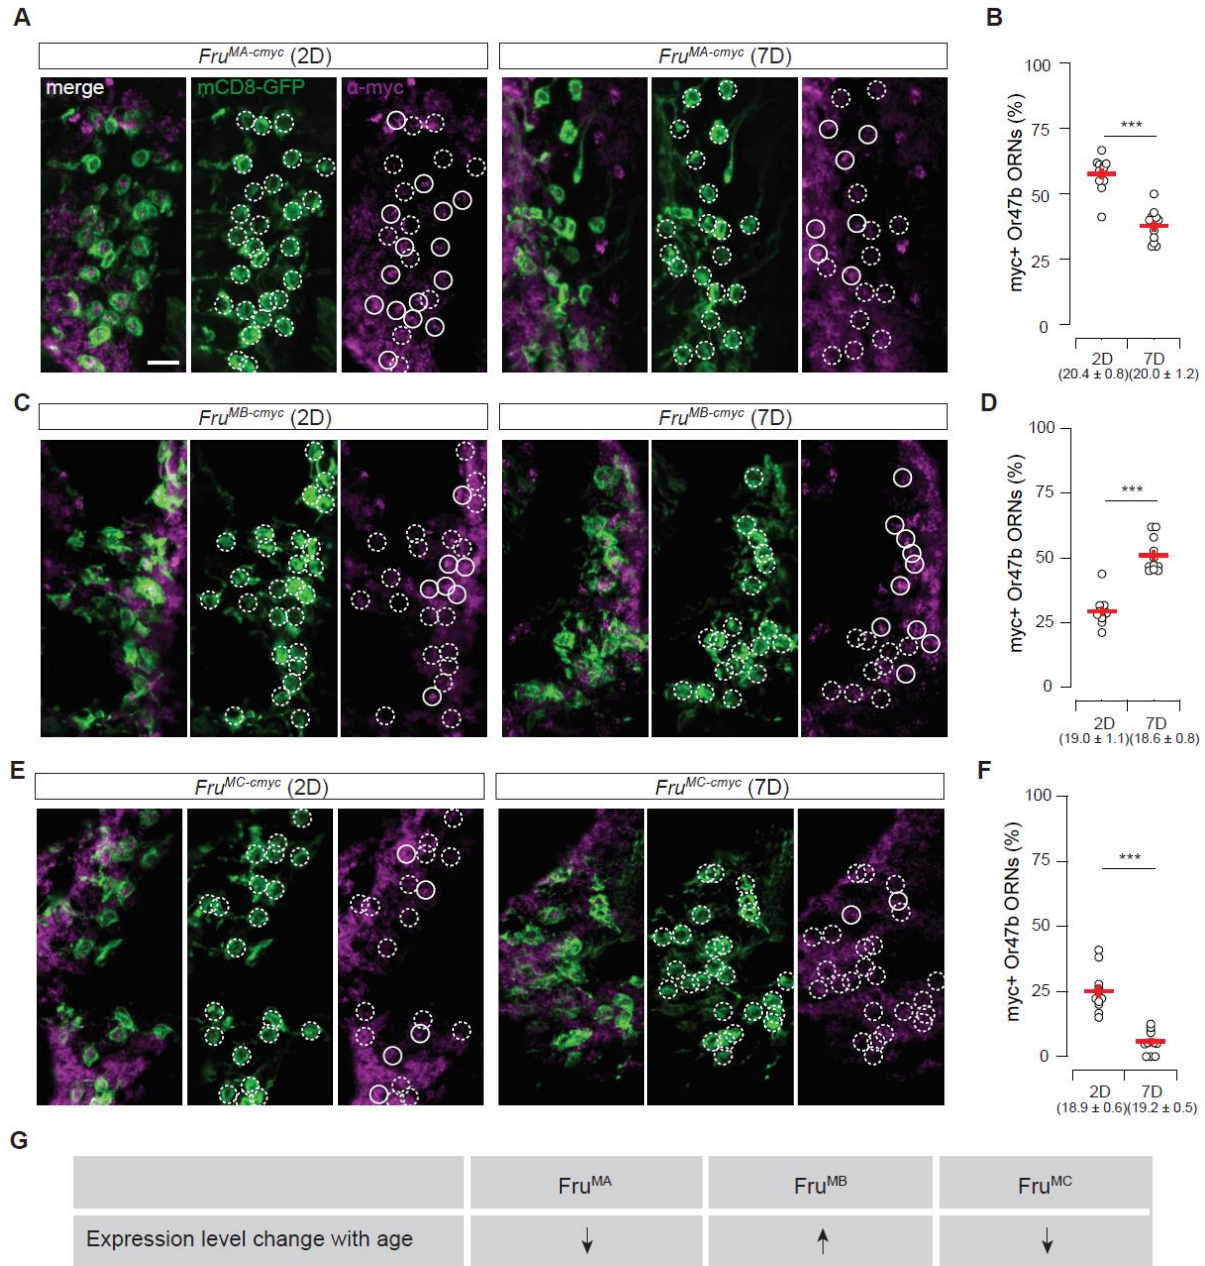 A
B
Fru^MA-cmyc (2D)
Fru^MA-cmyc (7D)
merge
mCD8-GFP
α-myc
myc+ Or47b ORNs (%)
100
75
50
25
0
***
2D 7D
(20.4 ± 0.8)(20.0 ± 1.2)
C
D
Fru^MB-cmyc (2D)
Fru^MB-cmyc (7D)
myc+ Or47b ORNs (%)
100
75
50
25
0
***
2D 7D
(19.0 ± 1.1)(18.6 ± 0.8)
E
F
Fru^MC-cmyc (2D)
Fru^MC-cmyc (7D)
myc+ Or47b ORNs (%)
100
75
50
25
0
***
2D 7D
(18.9 ± 0.6)(19.2 ± 0.5)
G
Fru^MA Fru^MB Fru^MC
Expression level change with age ↓ ↑ ↓